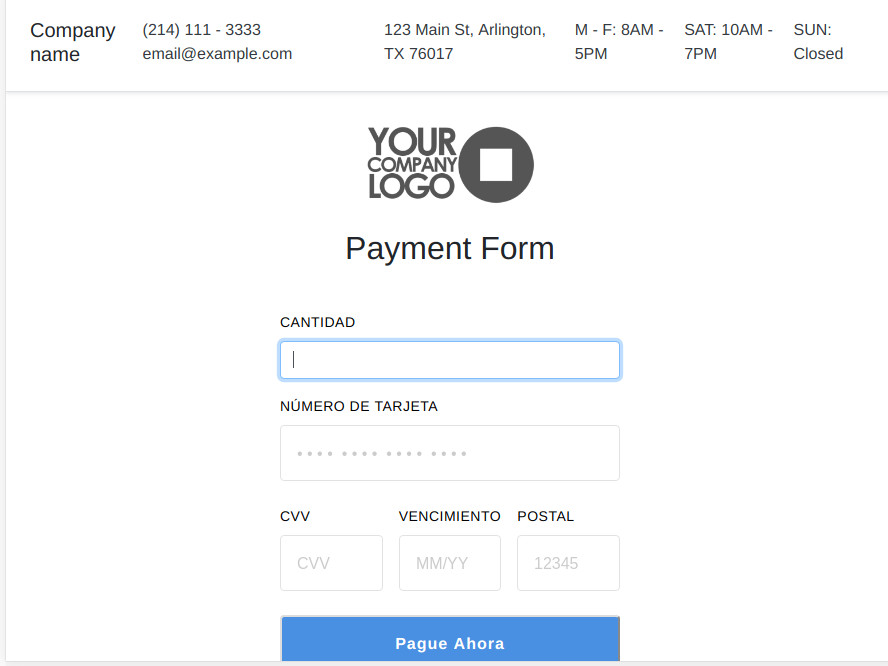 Company name
(214) 111 - 3333
email@example.com
123 Main St, Arlington,
TX 76017
M - F: 8AM -
5PM
SAT: 10AM -
7PM
SUN:
Closed
YOUR
COMPANY
LOGO
Payment Form
CANTIDAD
NÚMERO DE TARJETA
•••• •••• •••• ••••
CVV
VENCIMIENTO
POSTAL
CVV
MM/YY
12345
Pague Ahora